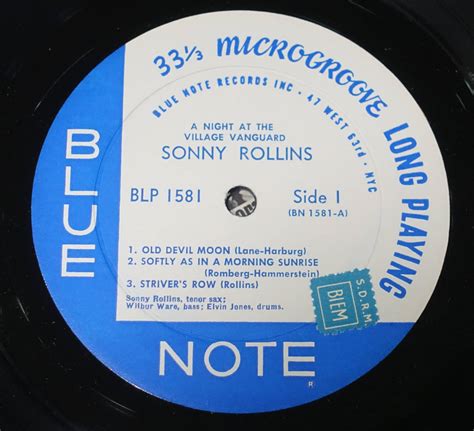 33⅓ MICROGROOVE LONG PLAYING
BLUE NOTE RECORDS INC · 47 WEST 63rd · NYC
A NIGHT AT THE
VILLAGE VANGUARD
SONNY ROLLINS
BLP 1581 Side 1
(BN 1581-A)
1. OLD DEVIL MOON (Lane-Harburg)
2. SOFTLY AS IN A MORNING SUNRISE
(Romberg-Hammerstein)
3. STRIVER'S ROW (Rollins)
Sonny Rollins, tenor sax;
Wilbur Ware, bass; Elvin Jones, drums.
S.D.R.M.
BIEM
BLUE
NOTE
R